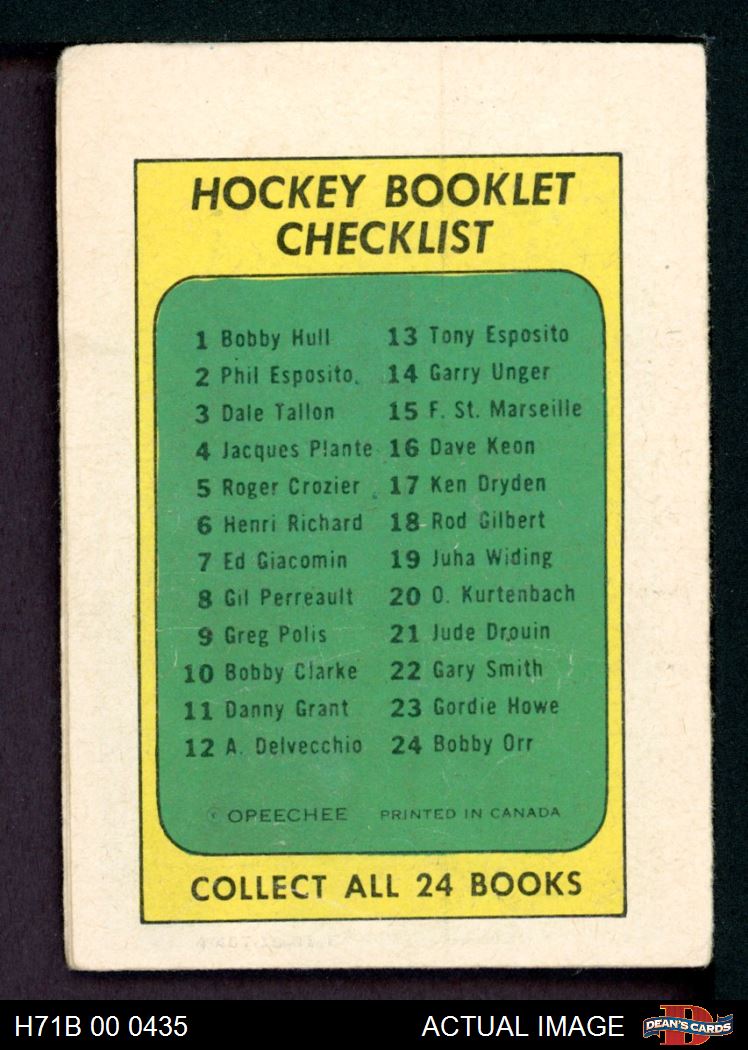 HOCKEY BOOKLET
CHECKLIST
1 Bobby Hull
2 Phil Esposito
3 Dale Tallon
4 Jacques Plante
5 Roger Crozier
6 Henri Richard
7 Ed Giacomin
8 Gil Perreault
9 Greg Polis
10 Bobby Clarke
11 Danny Grant
12 A. Delvecchio
13 Tony Esposito
14 Garry Unger
15 F. St. Marseille
16 Dave Keon
17 Ken Dryden
18 Rod Gilbert
19 Juha Widing
20 O. Kurtenbach
21 Jude Drouin
22 Gary Smith
23 Gordie Howe
24 Bobby Orr
© OPEECHEE PRINTED IN CANADA
COLLECT ALL 24 BOOKS
H71B 00 0435
ACTUAL IMAGE
DEAN'S CARDS